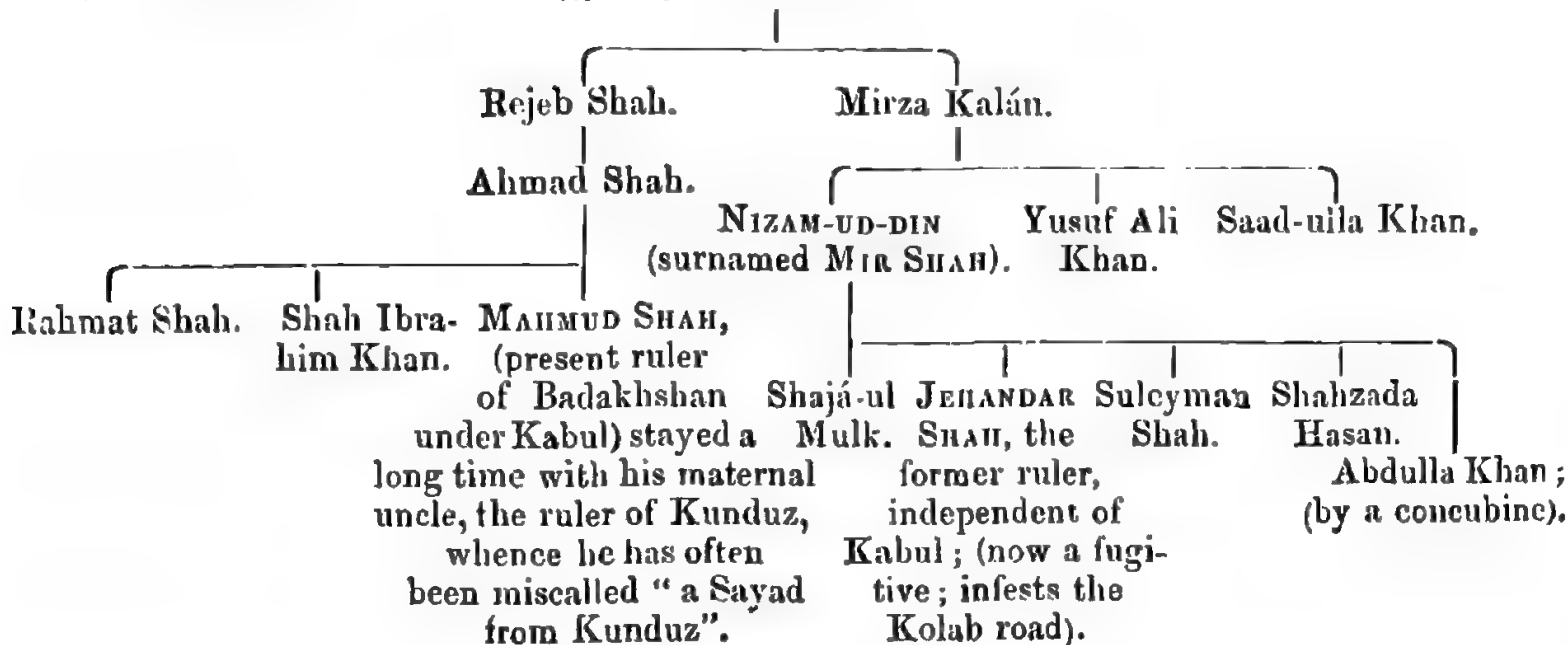 Rejeb Shah. Mirza Kalán.
Ahmad Shah.
NIZAM-UD-DIN Yusuf Ali Saad-ulla Khan.
(surnamed MIR SHAH). Khan.
Rahmat Shah. Shah Ibra- MAHMUD SHAH,
him Khan. (present ruler
of Badakhshan Shajá-ul JEHANDAR Suleyman Shahzada
under Kabul) stayed a Mulk. SHAH, the Shah. Hasan.
long time with his maternal former ruler, Abdulla Khan;
uncle, the ruler of Kunduz, independent of (by a concubine).
whence he has often Kabul; (now a fugi-
been miscalled "a Sayad tive; infests the
from Kunduz". Kolab road).